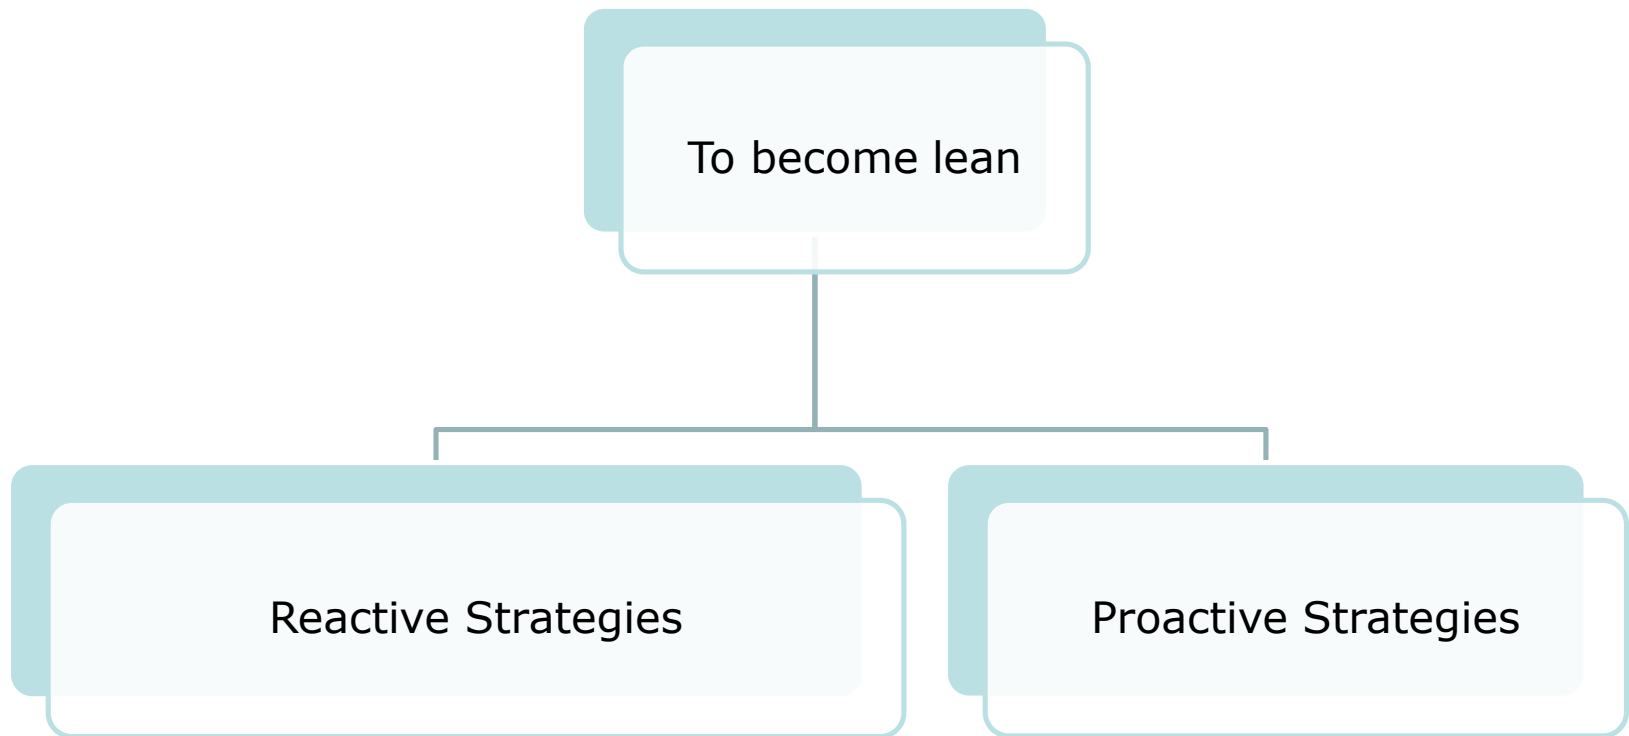 To become lean
Reactive Strategies
Proactive Strategies